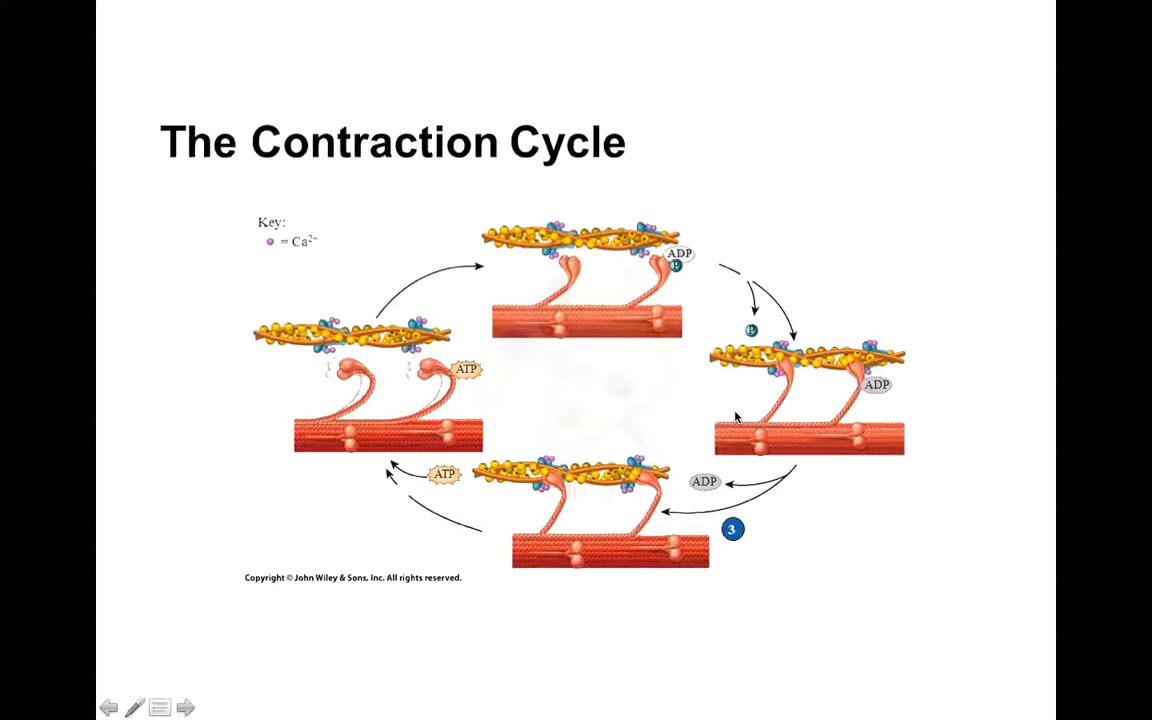 The Contraction Cycle
Key:
= Ca2-
ADP
P
P
ATP
ADP
ATP
ADP
3
Copyright © John Wiley & Sons, Inc. All rights reserved.